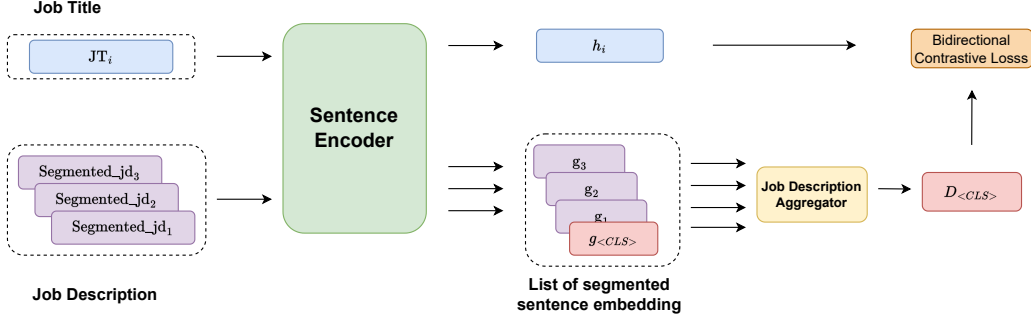 Job Title
JT_i
Sentence
Encoder
h_i
Bidirectional
Contrastive Losss
Segmented_jd_3
Segmented_jd_2
Segmented_jd_1
g_3
g_2
g_1
g_<CLS>
Job Description
Aggregator
D_<CLS>
Job Description
List of segmented
sentence embedding